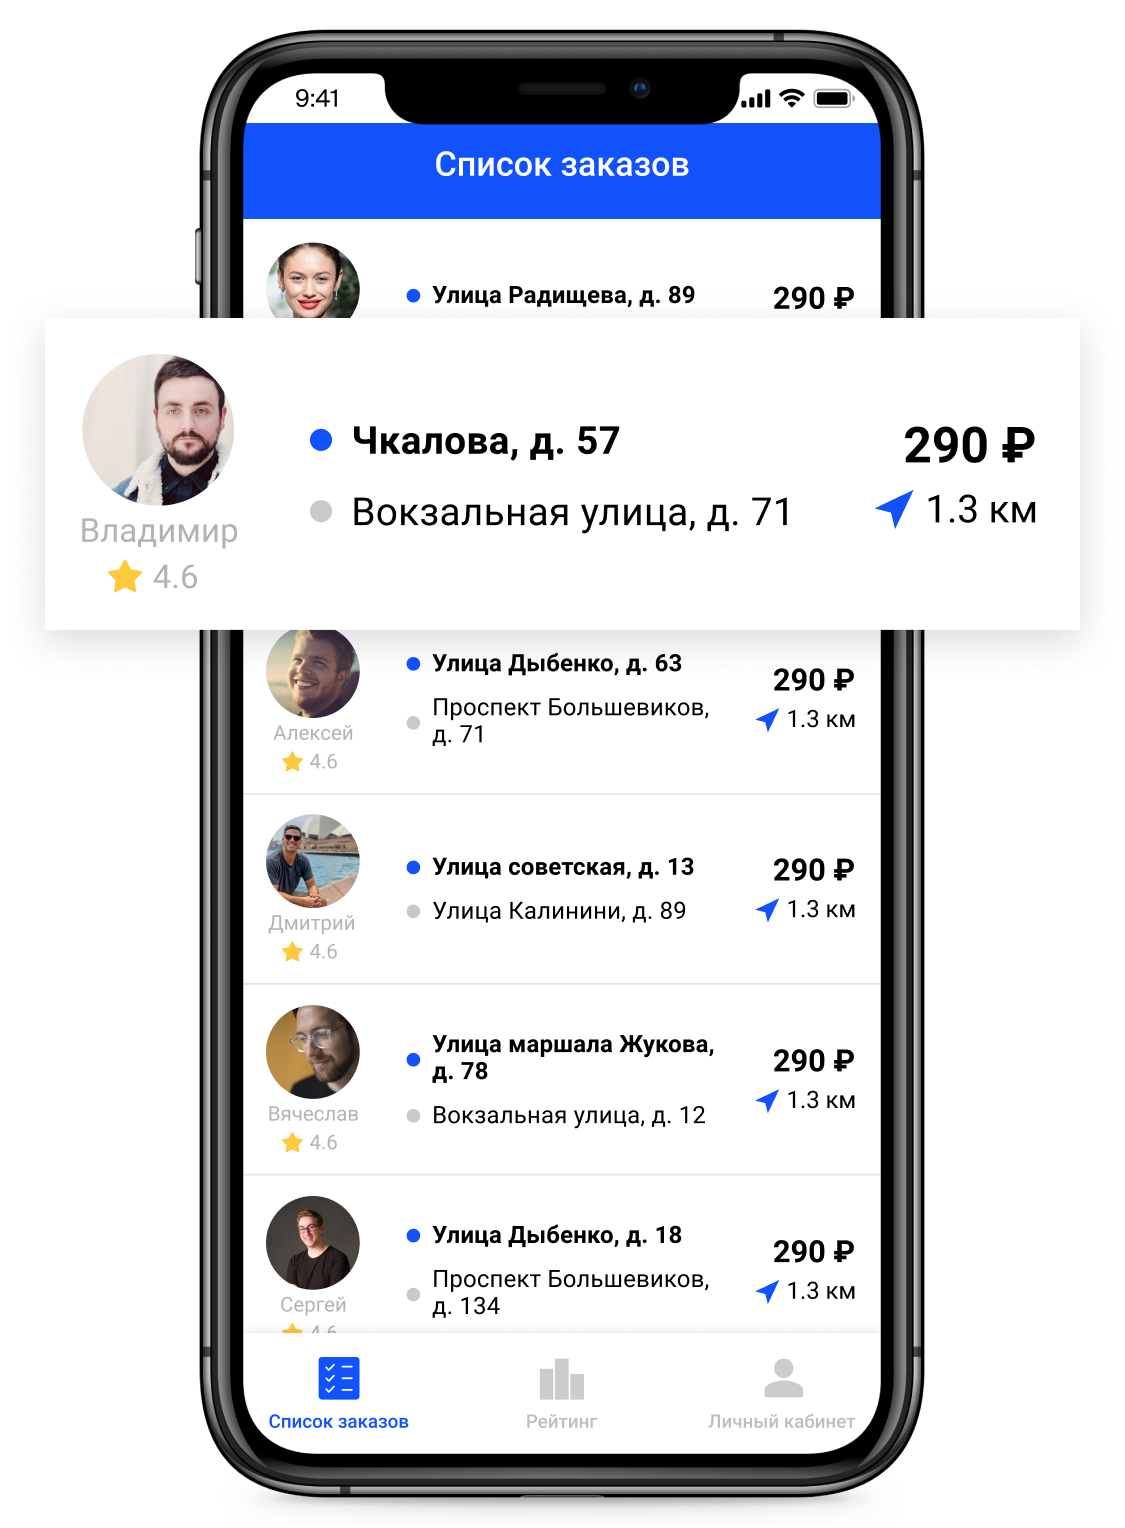 9:41
Список заказов
Улица Радищева, д. 89
290 ₽
Чкалова, д. 57
290 ₽
Вокзальная улица, д. 71
1.3 км
Владимир
4.6
Улица Дыбенко, д. 63
290 ₽
Проспект Большевиков,
д. 71
1.3 км
Алексей
4.6
Улица советская, д. 13
290 ₽
Улица Калинини, д. 89
1.3 км
Дмитрий
4.6
Улица маршала Жукова,
д. 78
290 ₽
Вокзальная улица, д. 12
1.3 км
Вячеслав
4.6
Улица Дыбенко, д. 18
290 ₽
Проспект Большевиков,
д. 134
1.3 км
Сергей
4.6
Список заказов
Рейтинг
Личный кабинет